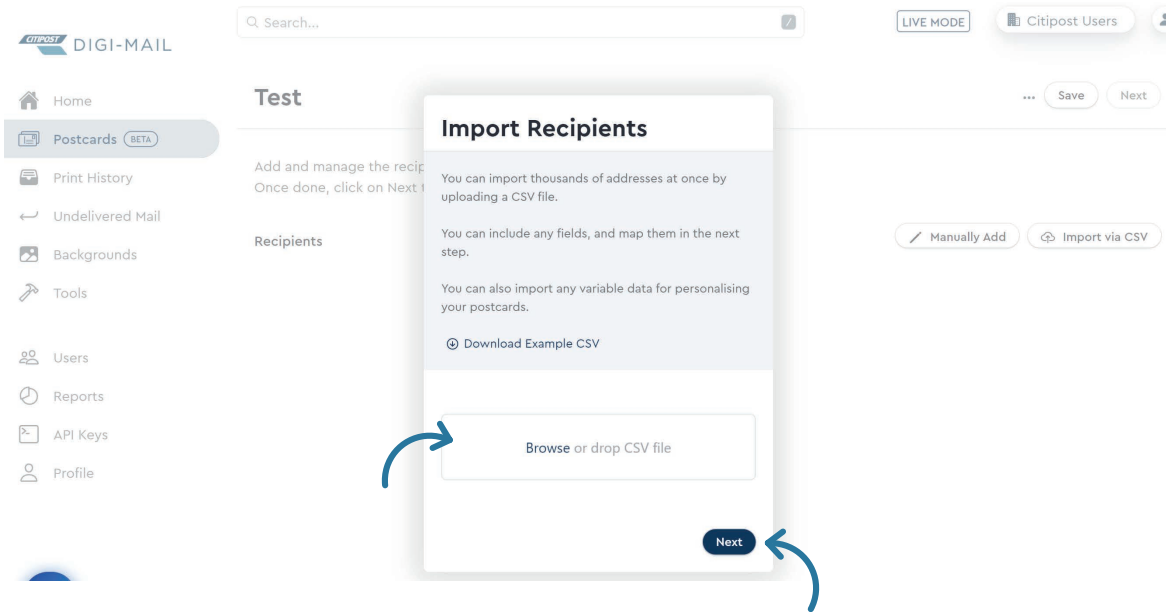 CITIPOST DIGI-MAIL
Search...
/
LIVE MODE
Citipost Users
Home
Postcards BETA
Print History
Undelivered Mail
Backgrounds
Tools
Users
Reports
API Keys
Profile
Test
... Save Next
Add and manage the recip
Once done, click on Next t
Recipients
Manually Add
Import via CSV
Import Recipients
You can import thousands of addresses at once by
uploading a CSV file.
You can include any fields, and map them in the next
step.
You can also import any variable data for personalising
your postcards.
Download Example CSV
Browse or drop CSV file
Next